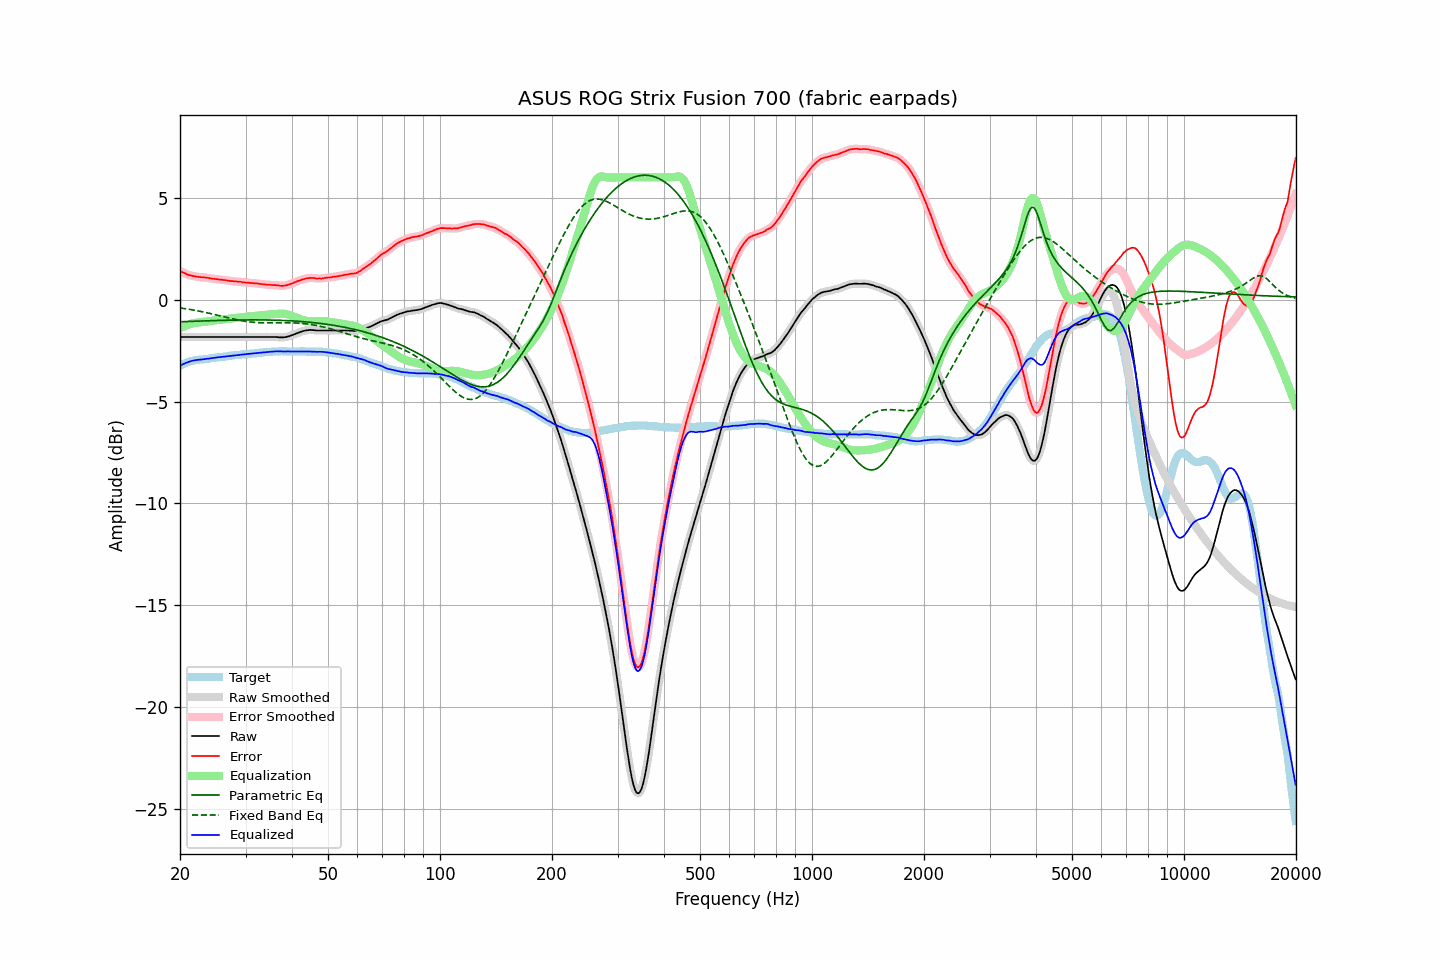 ASUS ROG Strix Fusion 700 (fabric earpads)
Amplitude (dBr)
5
0
−5
−10
−15
−20
−25
Target
Raw Smoothed
Error Smoothed
Raw
Error
Equalization
Parametric Eq
Fixed Band Eq
Equalized
20 50 100 200 500 1000 2000 5000 10000 20000
Frequency (Hz)